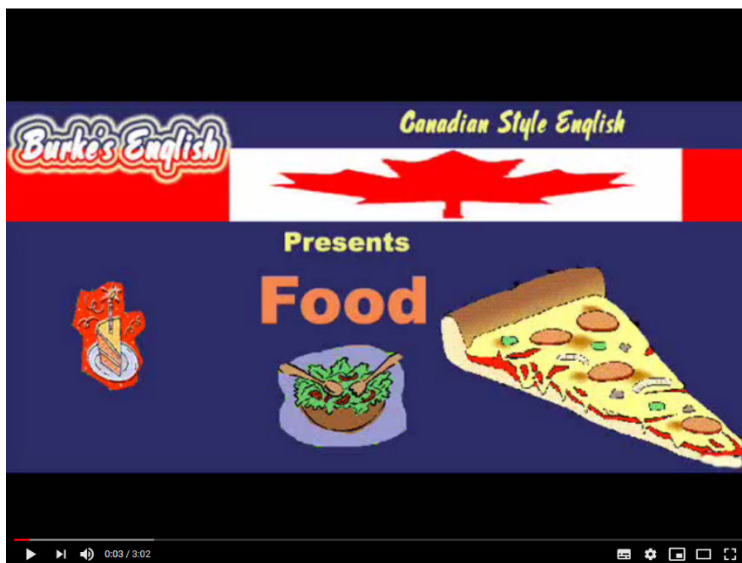 Burke's English
Canadian Style English
Presents
Food
0:03 / 3:02